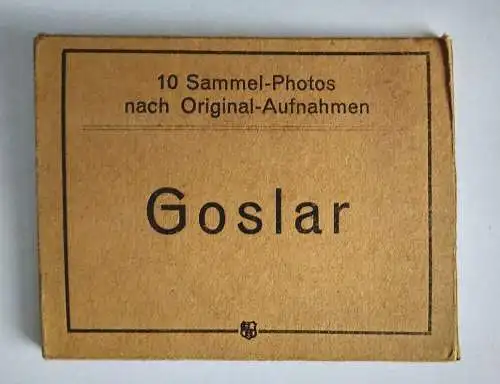 10 Sammel-Photos
nach Original-Aufnahmen
Goslar